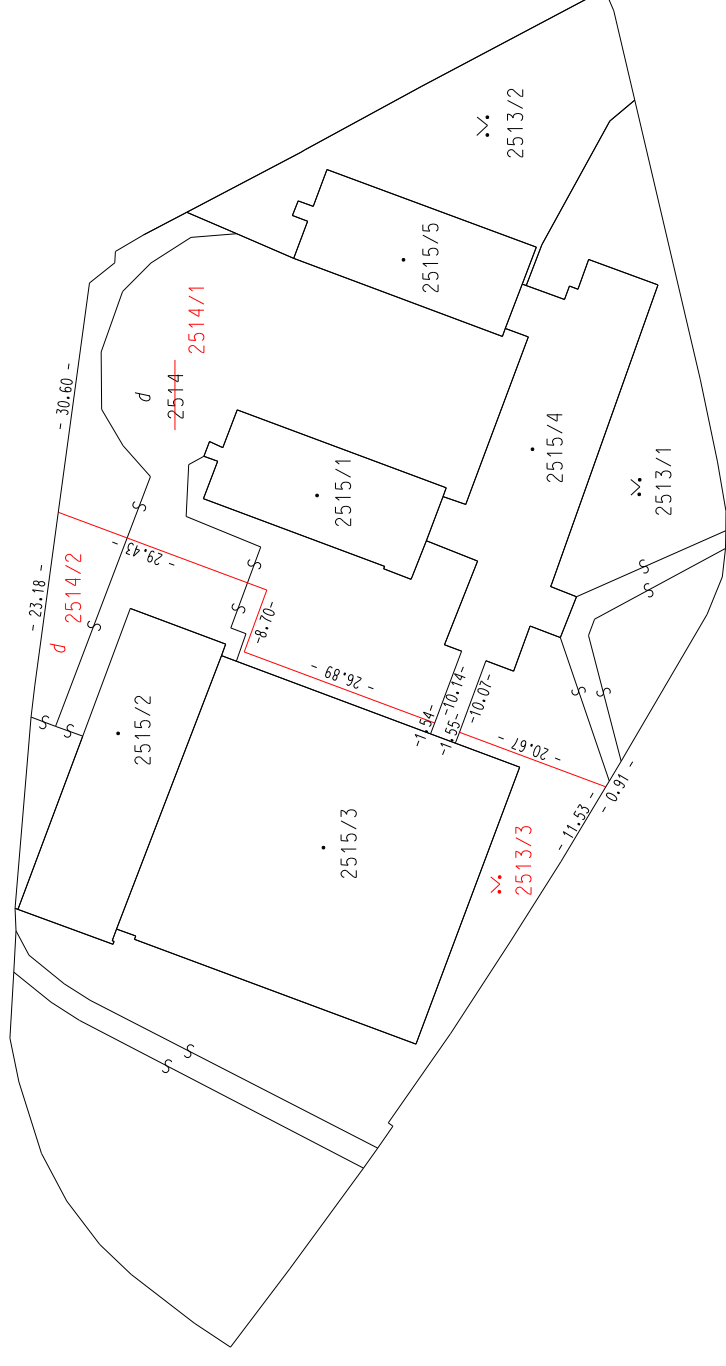 2513/2
2515/5
2514/1
- 30.60 -
d
2514
2515/4
2513/1
2515/1
- 29.43 -
- 23.18 -
2514/2
d
-8.70-
- 26.89 -
-10.14-
-1.54-
-10.07-
-1.55-
- 20.67 -
2515/2
- 0.91 -
- 11.53 -
2515/3
2513/3